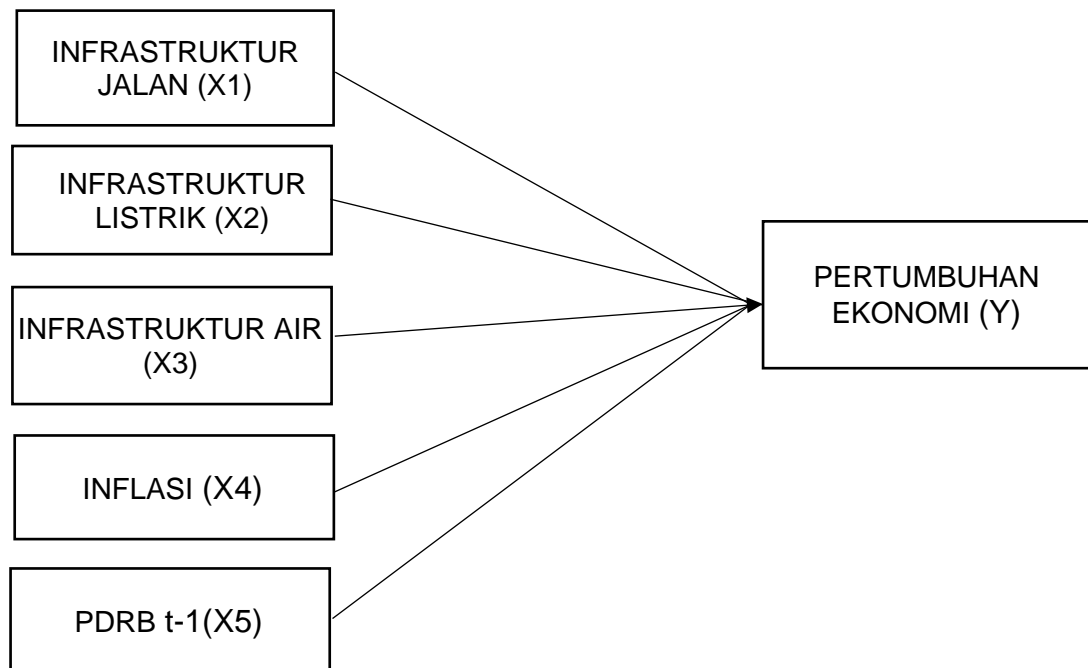 INFRASTRUKTUR
JALAN (X1)
INFRASTRUKTUR
LISTRIK (X2)
INFRASTRUKTUR AIR
(X3)
INFLASI (X4)
PDRB t-1(X5)
PERTUMBUHAN
EKONOMI (Y)